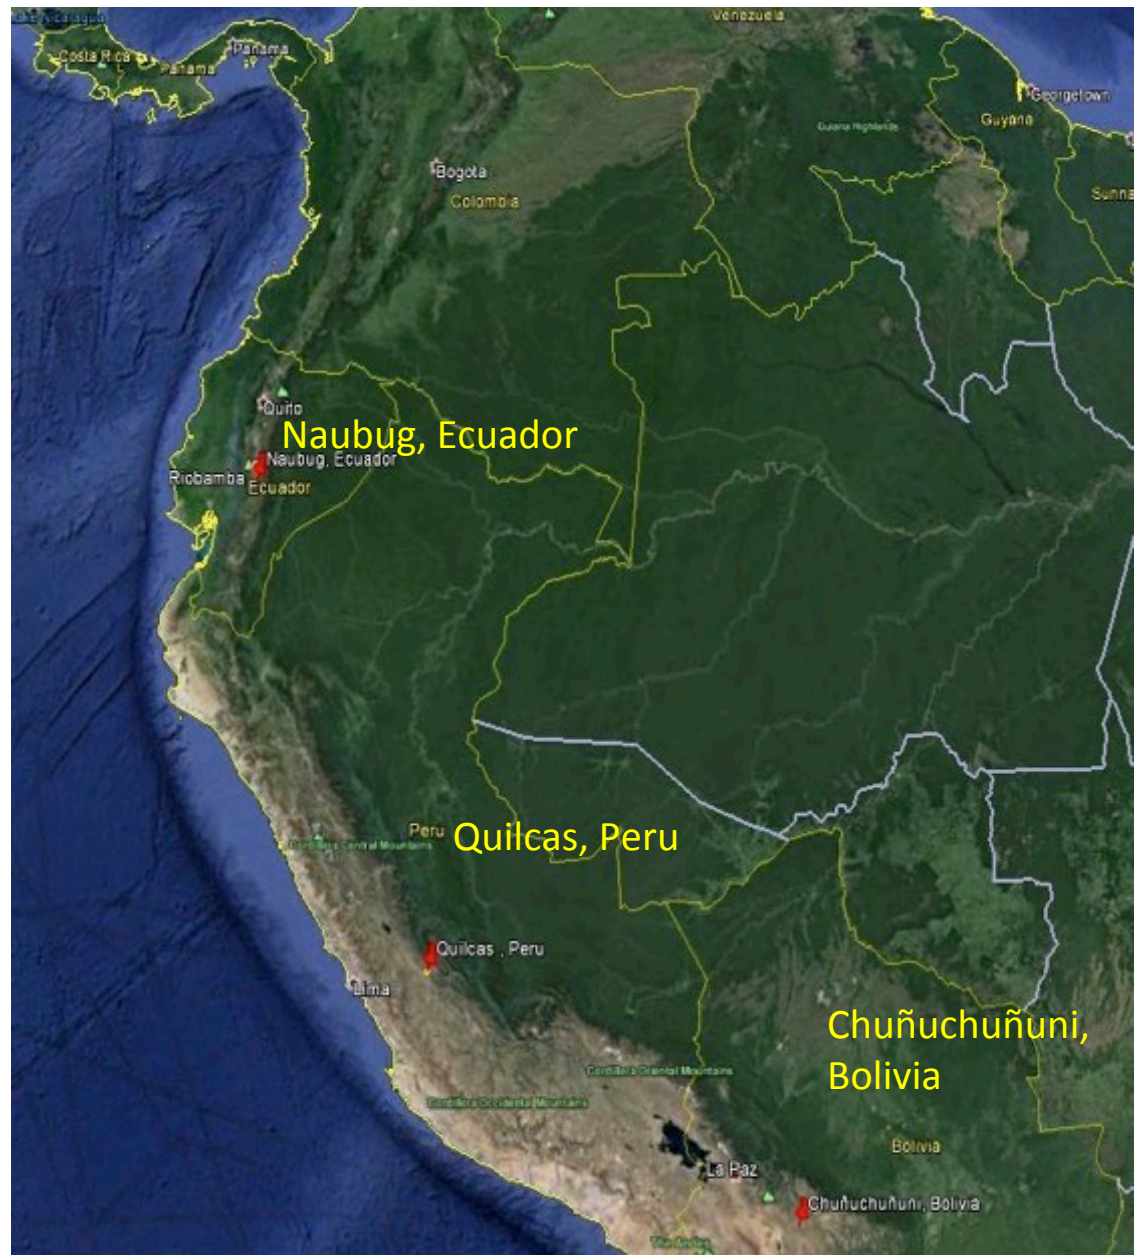 Lake Nicaragua
Venezuela
Costa Rica
Panama
Panama
Georgetown
Guyana
Guiana Highlands
Bogota
Colombia
Surina
Quito
Naubug, Ecuador
Naubug, Ecuador
Riobamba
Ecuador
Peru
Cordillera Central Mountains
Quilcas, Peru
Quilcas , Peru
Lima
Chuñuchuñuni,
Bolivia
Cordillera Oriental Mountains
Cordillera Occidental Mountains
Bolivia
La Paz
Chuñuchuñuni, Bolivia
The Andes